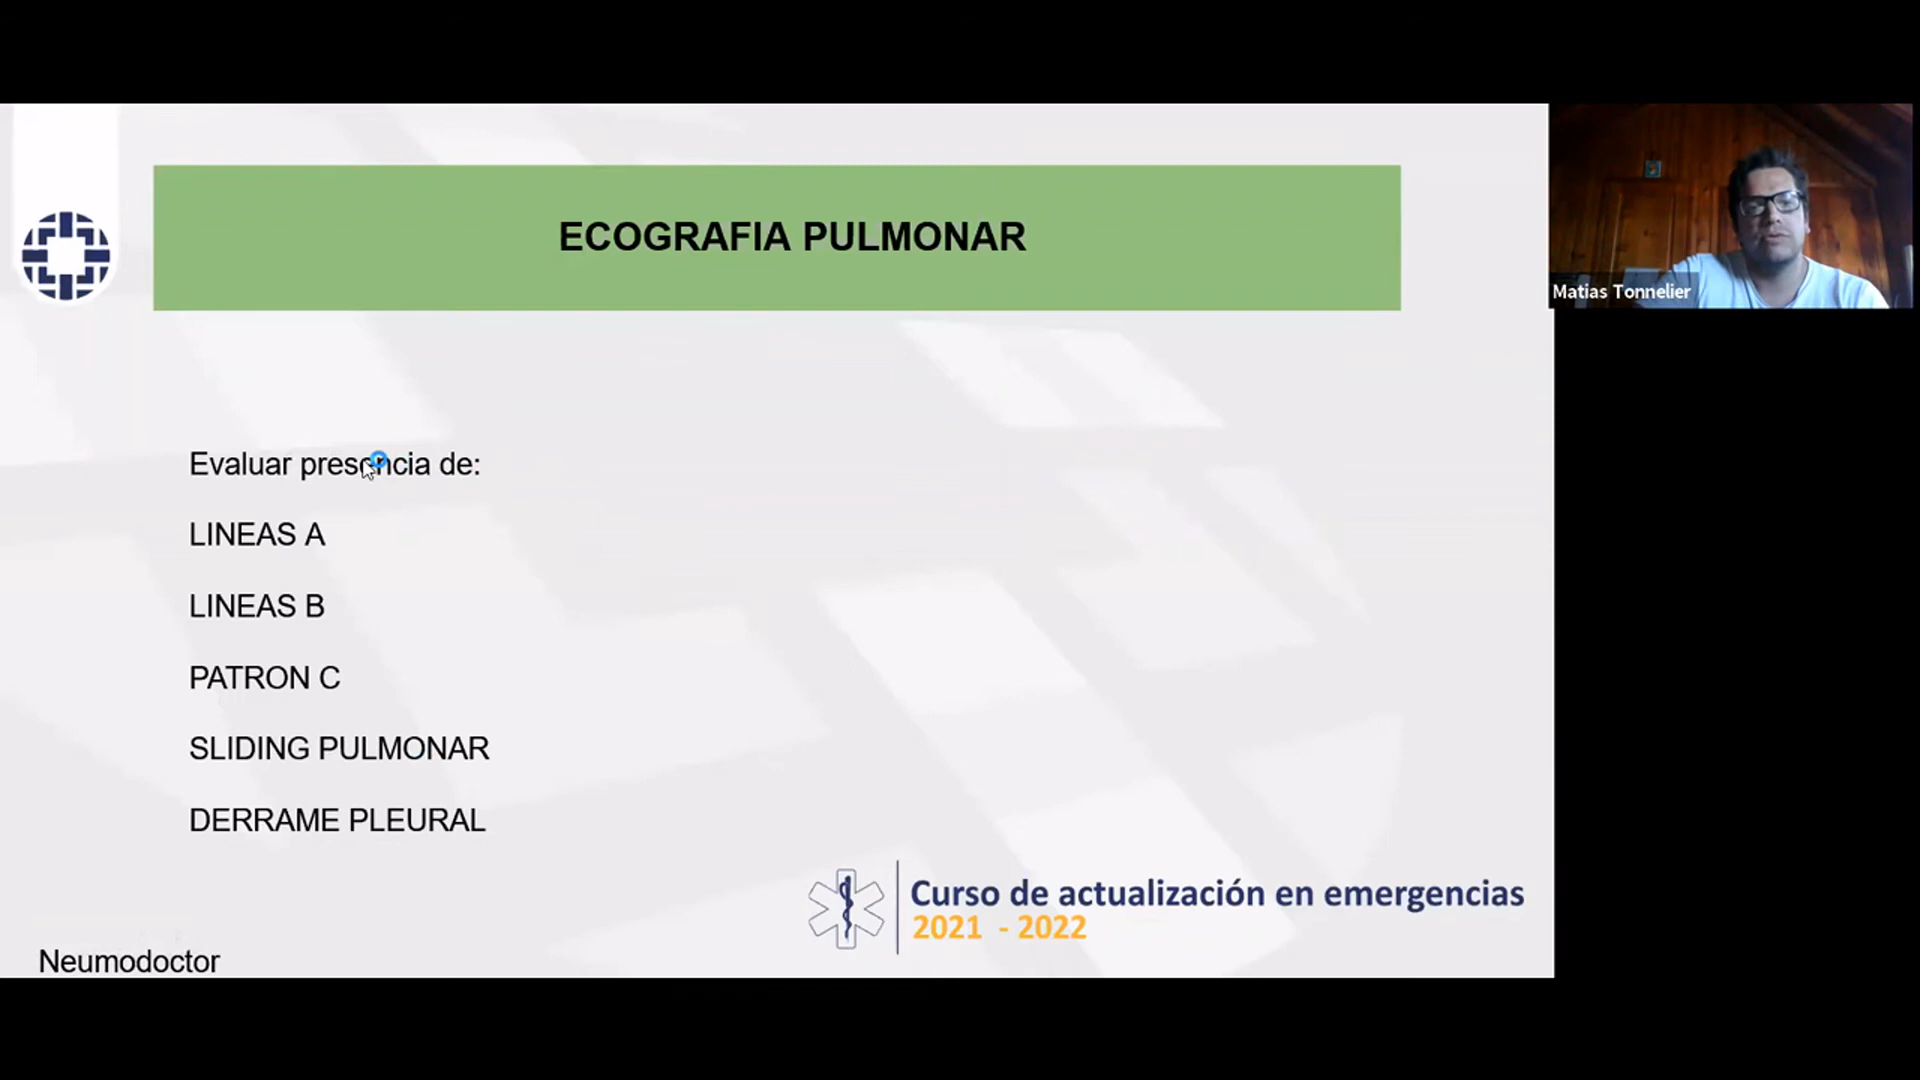 ECOGRAFIA PULMONAR
Matias Tonnelier
Evaluar presencia de:
LINEAS A
LINEAS B
PATRON C
SLIDING PULMONAR
DERRAME PLEURAL
Curso de actualización en emergencias
2021 - 2022
Neumodoctor